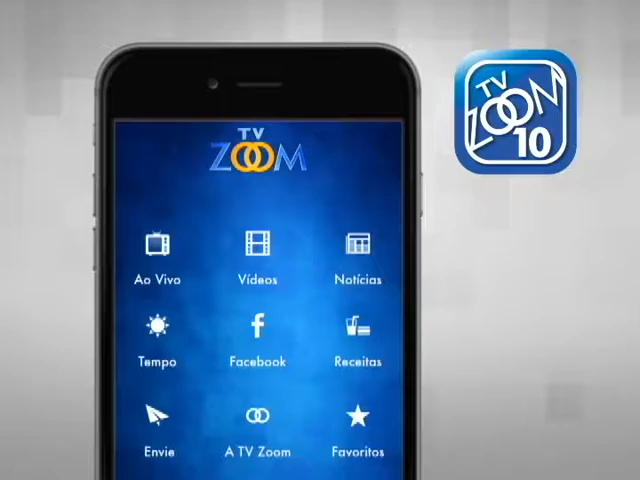 TV
ZOOM
TV
ZOOM
10
Ao Vivo
Vídeos
Notícias
Tempo
Facebook
Receitas
Envie
A TV Zoom
Favoritos